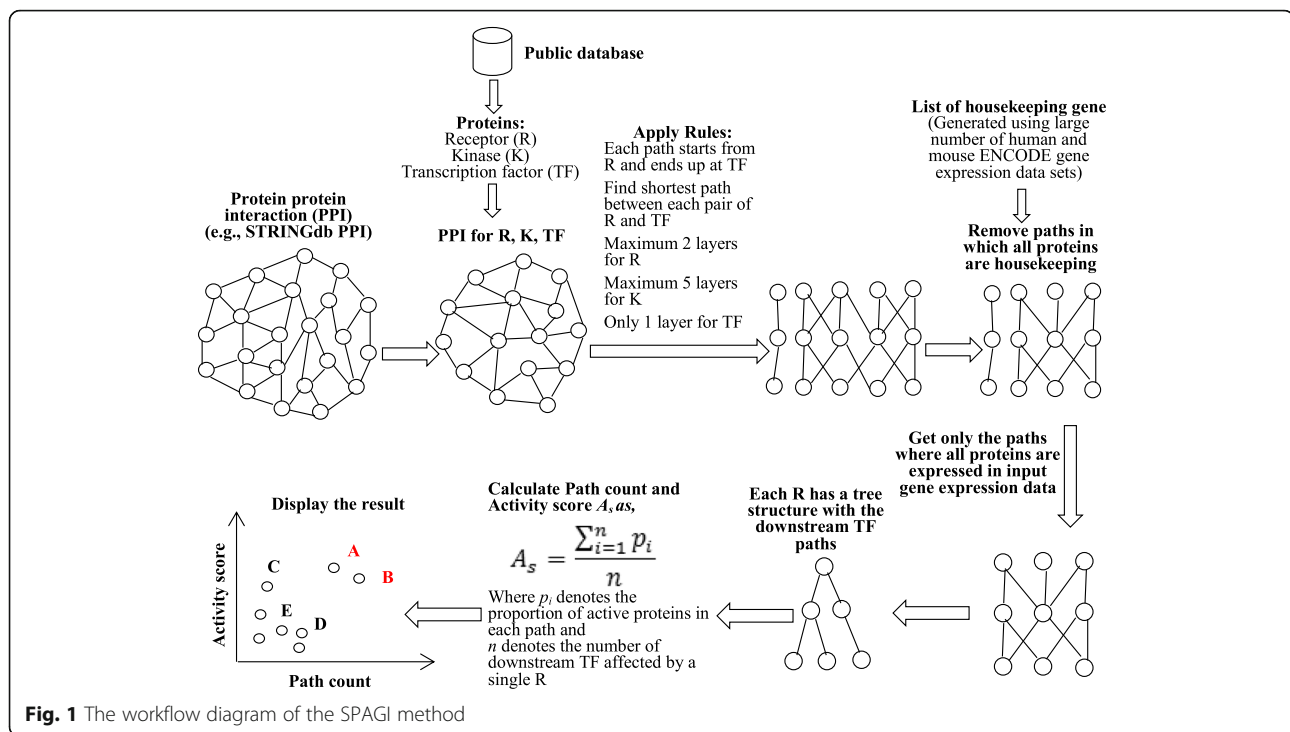 Public database
Proteins:
Receptor (R)
Kinase (K)
Transcription factor (TF)
Protein protein
interaction (PPI)
(e.g., STRINGdb PPI)
PPI for R, K, TF
Apply Rules:
Each path starts from
R and ends up at TF
Find shortest path
between each pair of
R and TF
Maximum 2 layers
for R
Maximum 5 layers
for K
Only 1 layer for TF
List of housekeeping gene
(Generated using large
number of human and
mouse ENCODE gene
expression data sets)
Remove paths in
which all proteins
are housekeeping
Get only the paths
where all proteins are
expressed in input
gene expression data
Each R has a tree
structure with the
downstream TF
paths
Calculate Path count and
Activity score A_s as,
A_s = \frac{\sum_{i=1}^{n} p_i}{n}
Where p_i denotes the
proportion of active proteins in
each path and
n denotes the number of
downstream TF affected by a
single R
Display the result
Activity score
A
B
C
E
D
Path count
Fig. 1 The workflow diagram of the SPAGI method